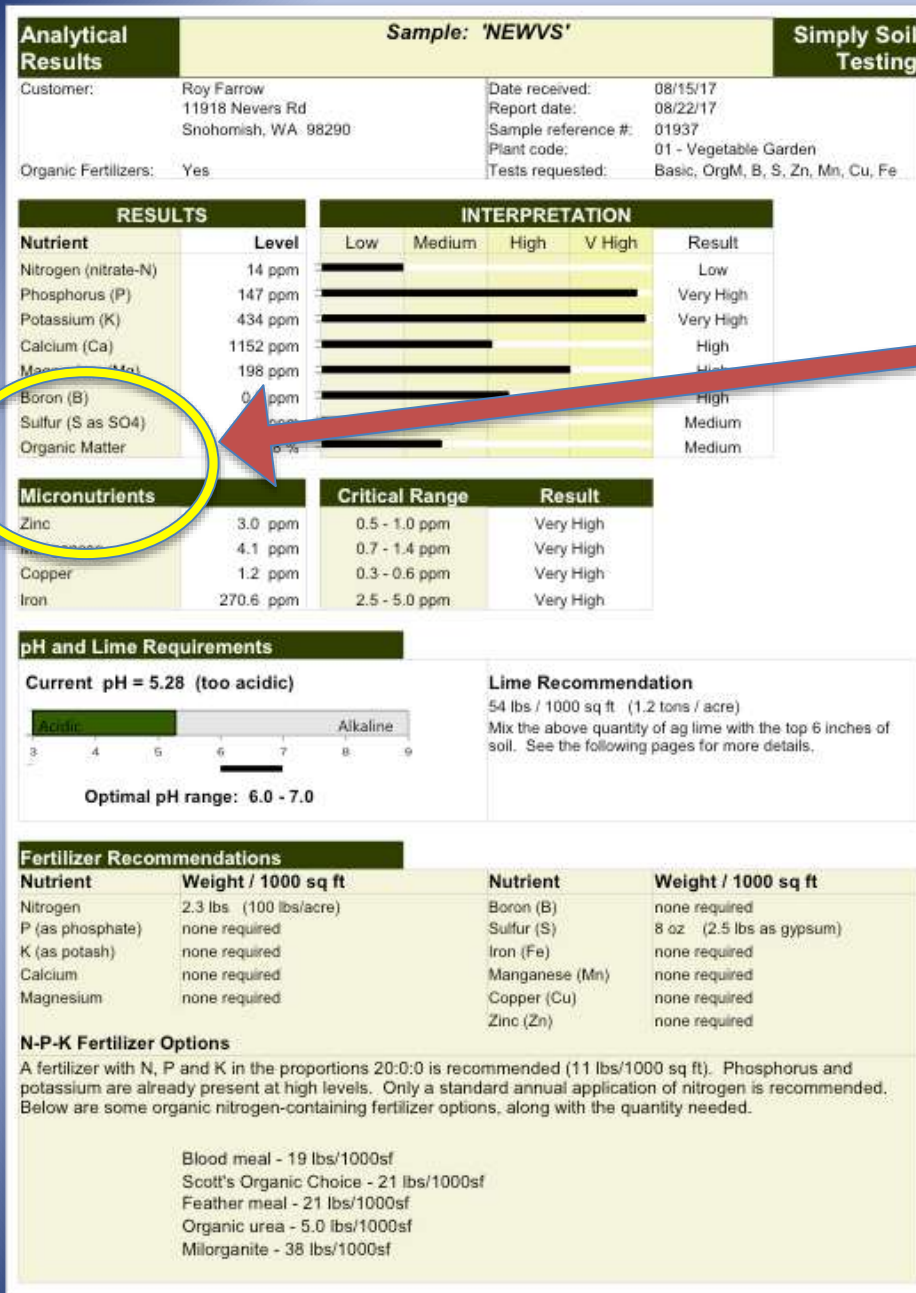 Analytical Results
Sample: 'NEWVS'
Simply Soil Testing
Customer: Roy Farrow
11918 Nevers Rd
Snohomish, WA 98290
Organic Fertilizers: Yes
Date received: 08/15/17
Report date: 08/22/17
Sample reference #: 01937
Plant code: 01 - Vegetable Garden
Tests requested: Basic, OrgM, B, S, Zn, Mn, Cu, Fe
RESULTS INTERPRETATION
Nutrient Level Low Medium High V High Result
Nitrogen (nitrate-N) 14 ppm Low
Phosphorus (P) 147 ppm Very High
Potassium (K) 434 ppm Very High
Calcium (Ca) 1152 ppm High
Magnesium (Mg) 198 ppm High
Boron (B) ppm High
Sulfur (S as SO4) Medium
Organic Matter % Medium
Micronutrients Critical Range Result
Zinc 3.0 ppm 0.5 - 1.0 ppm Very High
4.1 ppm 0.7 - 1.4 ppm Very High
Copper 1.2 ppm 0.3 - 0.6 ppm Very High
Iron 270.6 ppm 2.5 - 5.0 ppm Very High
pH and Lime Requirements
Current pH = 5.28 (too acidic)
Acidic Alkaline
3 4 5 6 7 8 9
Optimal pH range: 6.0 - 7.0
Lime Recommendation
54 lbs / 1000 sq ft (1.2 tons / acre)
Mix the above quantity of ag lime with the top 6 inches of
soil. See the following pages for more details.
Fertilizer Recommendations
Nutrient Weight / 1000 sq ft Nutrient Weight / 1000 sq ft
Nitrogen 2.3 lbs (100 lbs/acre) Boron (B) none required
P (as phosphate) none required Sulfur (S) 8 oz (2.5 lbs as gypsum)
K (as potash) none required Iron (Fe) none required
Calcium none required Manganese (Mn) none required
Magnesium none required Copper (Cu) none required
Zinc (Zn) none required
N-P-K Fertilizer Options
A fertilizer with N, P and K in the proportions 20:0:0 is recommended (11 lbs/1000 sq ft). Phosphorus and
potassium are already present at high levels. Only a standard annual application of nitrogen is recommended.
Below are some organic nitrogen-containing fertilizer options, along with the quantity needed.
Blood meal - 19 lbs/1000sf
Scott's Organic Choice - 21 lbs/1000sf
Feather meal - 21 lbs/1000sf
Organic urea - 5.0 lbs/1000sf
Milorganite - 38 lbs/1000sf